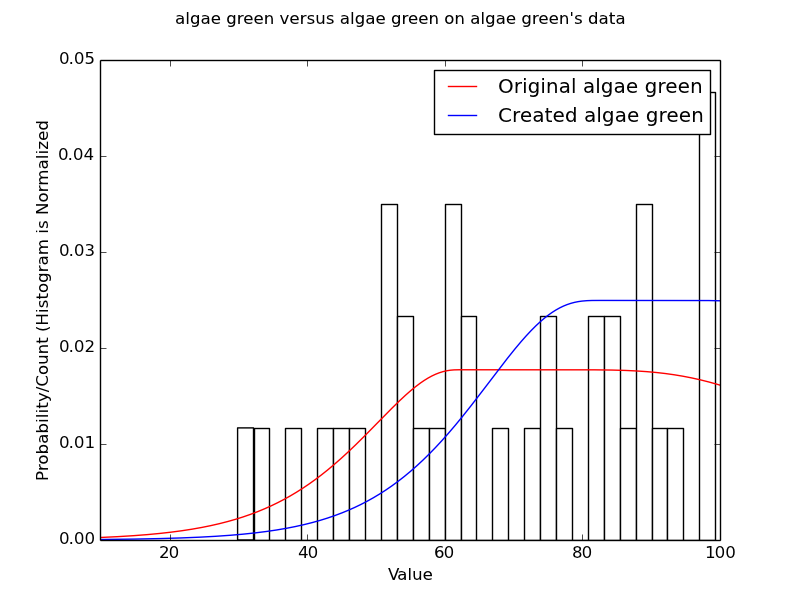 algae green versus algae green on algae green's data
0.05
0.04
0.03
0.02
0.01
0.00
Probability/Count (Histogram is Normalized
Original algae green
Created algae green
20
40
60
80
100
Value